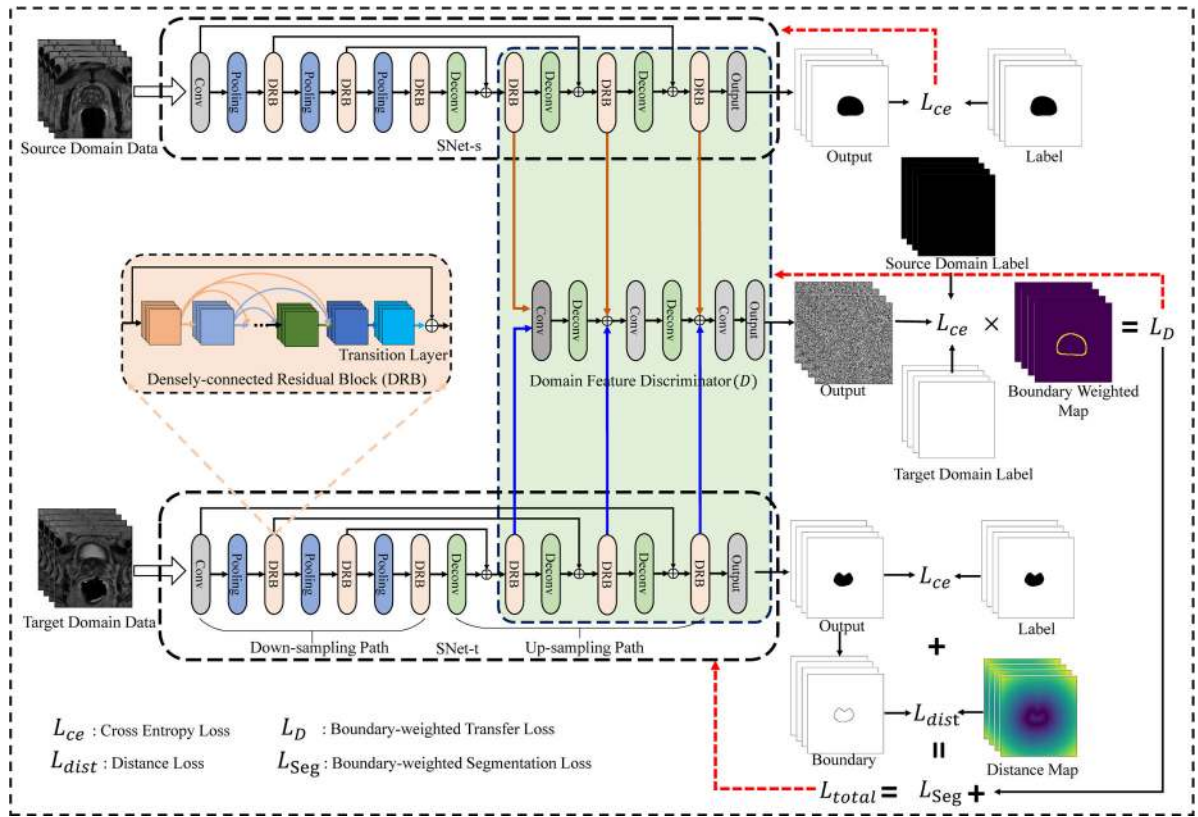 Source Domain Data
Conv
Pooling
DRB
Pooling
DRB
Pooling
DRB
Deconv
DRB
Deconv
DRB
Deconv
DRB
Output
SNet-s
Output
L_ce
Label
Source Domain Label
Transition Layer
Densely-connected Residual Block (DRB)
Conv
Deconv
Conv
Deconv
Conv
Output
Domain Feature Discriminator(D)
Output
L_ce × = L_D
Boundary Weighted
Map
Target Domain Label
Target Domain Data
Conv
Pooling
DRB
Pooling
DRB
Pooling
DRB
Deconv
DRB
Deconv
DRB
Deconv
DRB
Output
Down-sampling Path
SNet-t
Up-sampling Path
Output
L_ce
Label
+
Boundary
L_dist
Distance Map
=
L_total = L_Seg +
L_ce : Cross Entropy Loss
L_D : Boundary-weighted Transfer Loss
L_dist : Distance Loss
L_Seg : Boundary-weighted Segmentation Loss